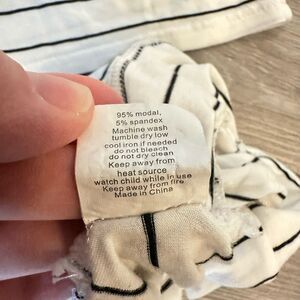 95% modal,
5% spandex
Machine wash
tumble dry low
cool iron if needed
do not bleach
do not dry clean
Keep away from
heat source
watch child while in use
Keep away from fire
Made in China